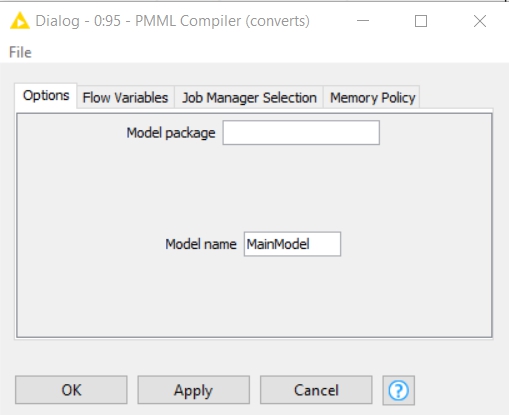 Dialog - 0:95 - PMML Compiler (converts)
File
Options Flow Variables Job Manager Selection Memory Policy
Model package
Model name MainModel
OK Apply Cancel ?